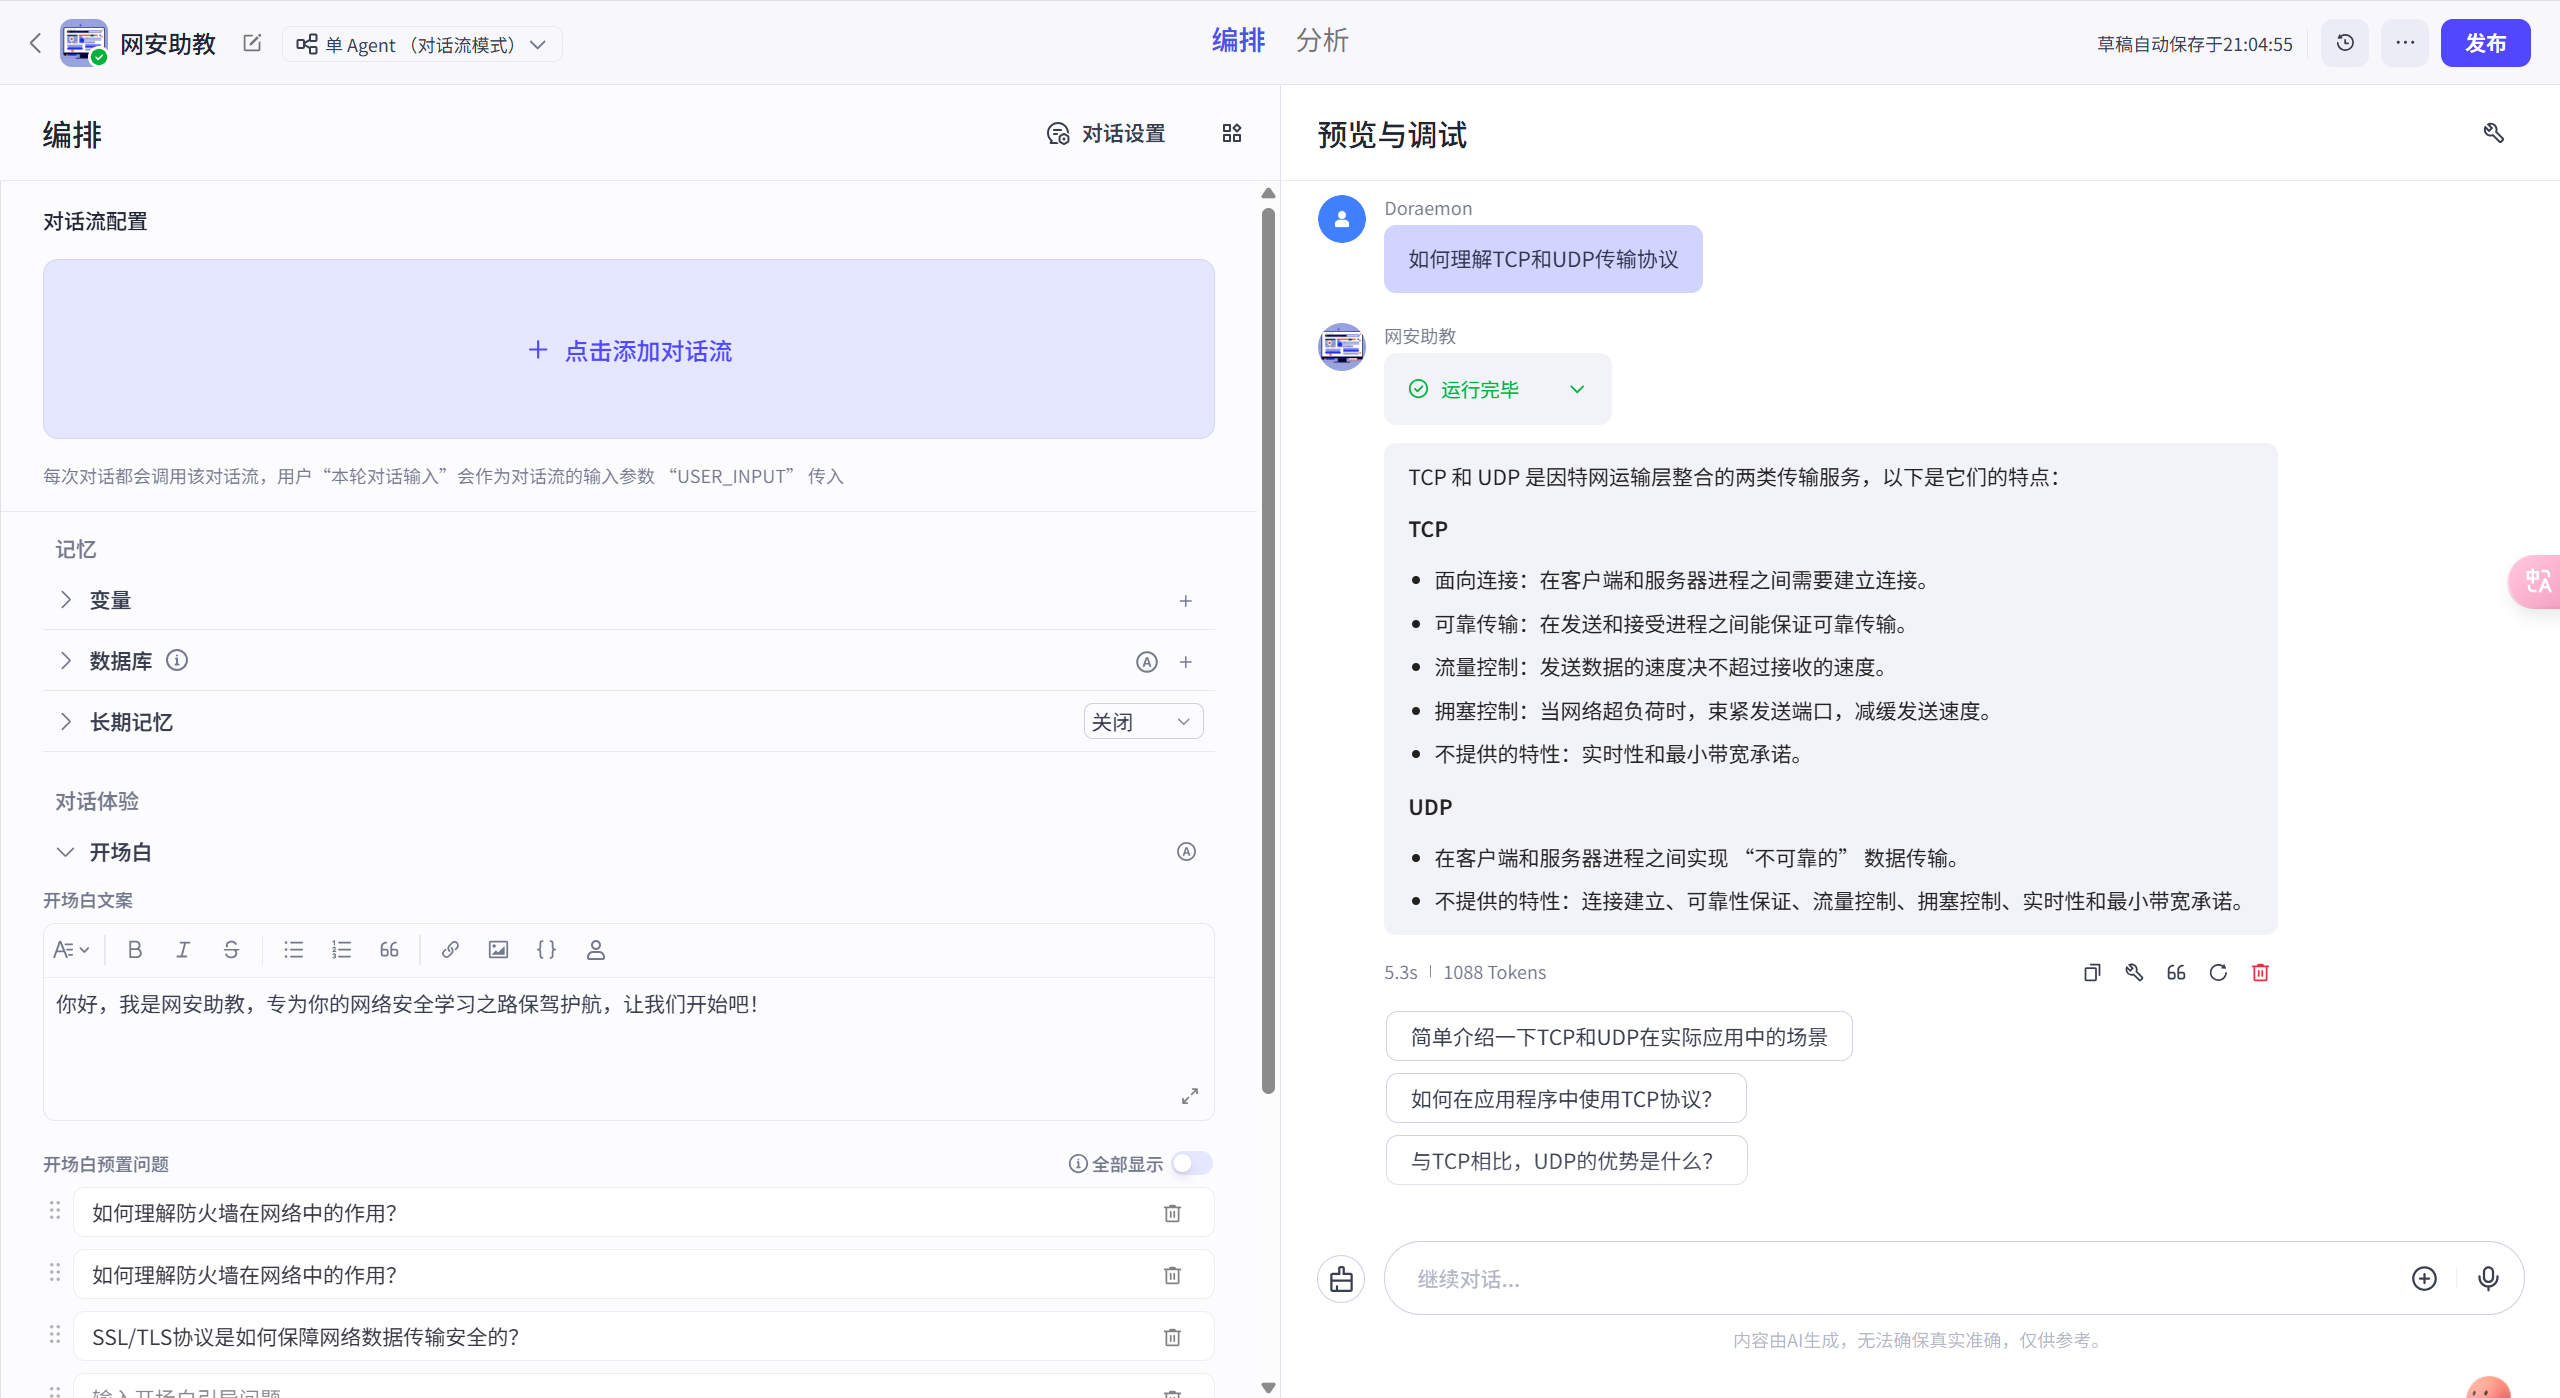 网安助教
单 Agent （对话流模式）
编排 分析
草稿自动保存于21:04:55
发布
编排
对话设置
对话流配置
点击添加对话流
每次对话都会调用该对话流，用户“本轮对话输入”会作为对话流的输入参数 “USER_INPUT” 传入
记忆
变量
数据库
长期记忆
关闭
对话体验
开场白
开场白文案
你好，我是网安助教，专为你的网络安全学习之路保驾护航，让我们开始吧！
开场白预置问题
全部显示
如何理解防火墙在网络中的作用？
如何理解防火墙在网络中的作用？
SSL/TLS协议是如何保障网络数据传输安全的？
输入开场白引导问题
预览与调试
Doraemon
如何理解TCP和UDP传输协议
网安助教
运行完毕
TCP 和 UDP 是因特网运输层整合的两类传输服务，以下是它们的特点：
TCP
• 面向连接：在客户端和服务器进程之间需要建立连接。
• 可靠传输：在发送和接受进程之间能保证可靠传输。
• 流量控制：发送数据的速度决不超过接收的速度。
• 拥塞控制：当网络超负荷时，束紧发送端口，减缓发送速度。
• 不提供的特性：实时性和最小带宽承诺。
UDP
• 在客户端和服务器进程之间实现 “不可靠的” 数据传输。
• 不提供的特性：连接建立、可靠性保证、流量控制、拥塞控制、实时性和最小带宽承诺。
5.3s | 1088 Tokens
简单介绍一下TCP和UDP在实际应用中的场景
如何在应用程序中使用TCP协议？
与TCP相比，UDP的优势是什么？
继续对话...
内容由AI生成，无法确保真实准确，仅供参考。